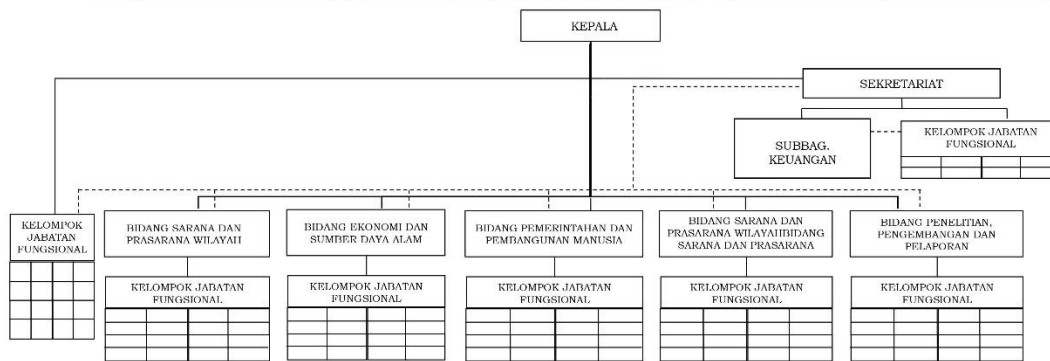 KEPALA
SEKRETARIAT
SUBBAG.
KEUANGAN
KELOMPOK JABATAN
FUNGSIONAL
KELOMPOK
JABATAN
FUNGSIONAL
BIDANG SARANA DAN
PRASARANA WILAYAH
BIDANG EKONOMI DAN
SUMBER DAYA ALAM
BIDANG PEMERINTAHAN DAN
PEMBANGUNAN MANUSIA
BIDANG SARANA DAN
PRASARANA WILAYAHBIDANG
SARANA DAN PRASARANA
BIDANG PENELITIAN,
PENGEMBANGAN DAN
PELAPORAN
KELOMPOK JABATAN
FUNGSIONAL
KELOMPOK JABATAN
FUNGSIONAL
KELOMPOK JABATAN
FUNGSIONAL
KELOMPOK JABATAN
FUNGSIONAL
KELOMPOK JABATAN
FUNGSIONAL